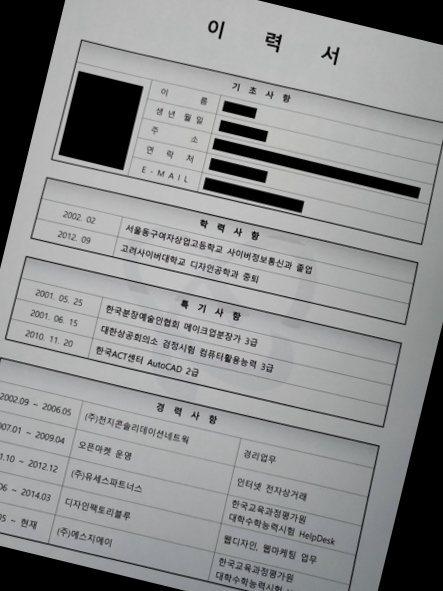 이 력 서
기 초 사 항
이 름
생 년 월 일
주 소
연 락 처
E - M A I L
학 력 사 항
2002. 02 서울동구여자상업고등학교 사이버정보통신과 졸업
2012. 09 고려사이버대학교 디자인공학과 중퇴
특 기 사 항
2001. 05. 25 한국분장예술인협회 메이크업분장가 3급
2001. 06. 15 대한상공회의소 검정시험 컴퓨터활용능력 3급
2010. 11. 20 한국ACT센터 AutoCAD 2급
경 력 사 항
2002.09 ~ 2006.05 (주)천지콘솔리데이션네트웍 경리업무
007.01 ~ 2009.04 오픈마켓 운영 인터넷 전자상거래
1.10 ~ 2012.12 (주)유세스파트너스 한국교육과정평가원
대학수학능력시험 HelpDesk
06 ~ 2014.03 디자인팩토리블루 웹디자인, 웹마케팅 업무
05 ~ 현재 (주)에스지에이 한국교육과정평가원
대학수학능력시험